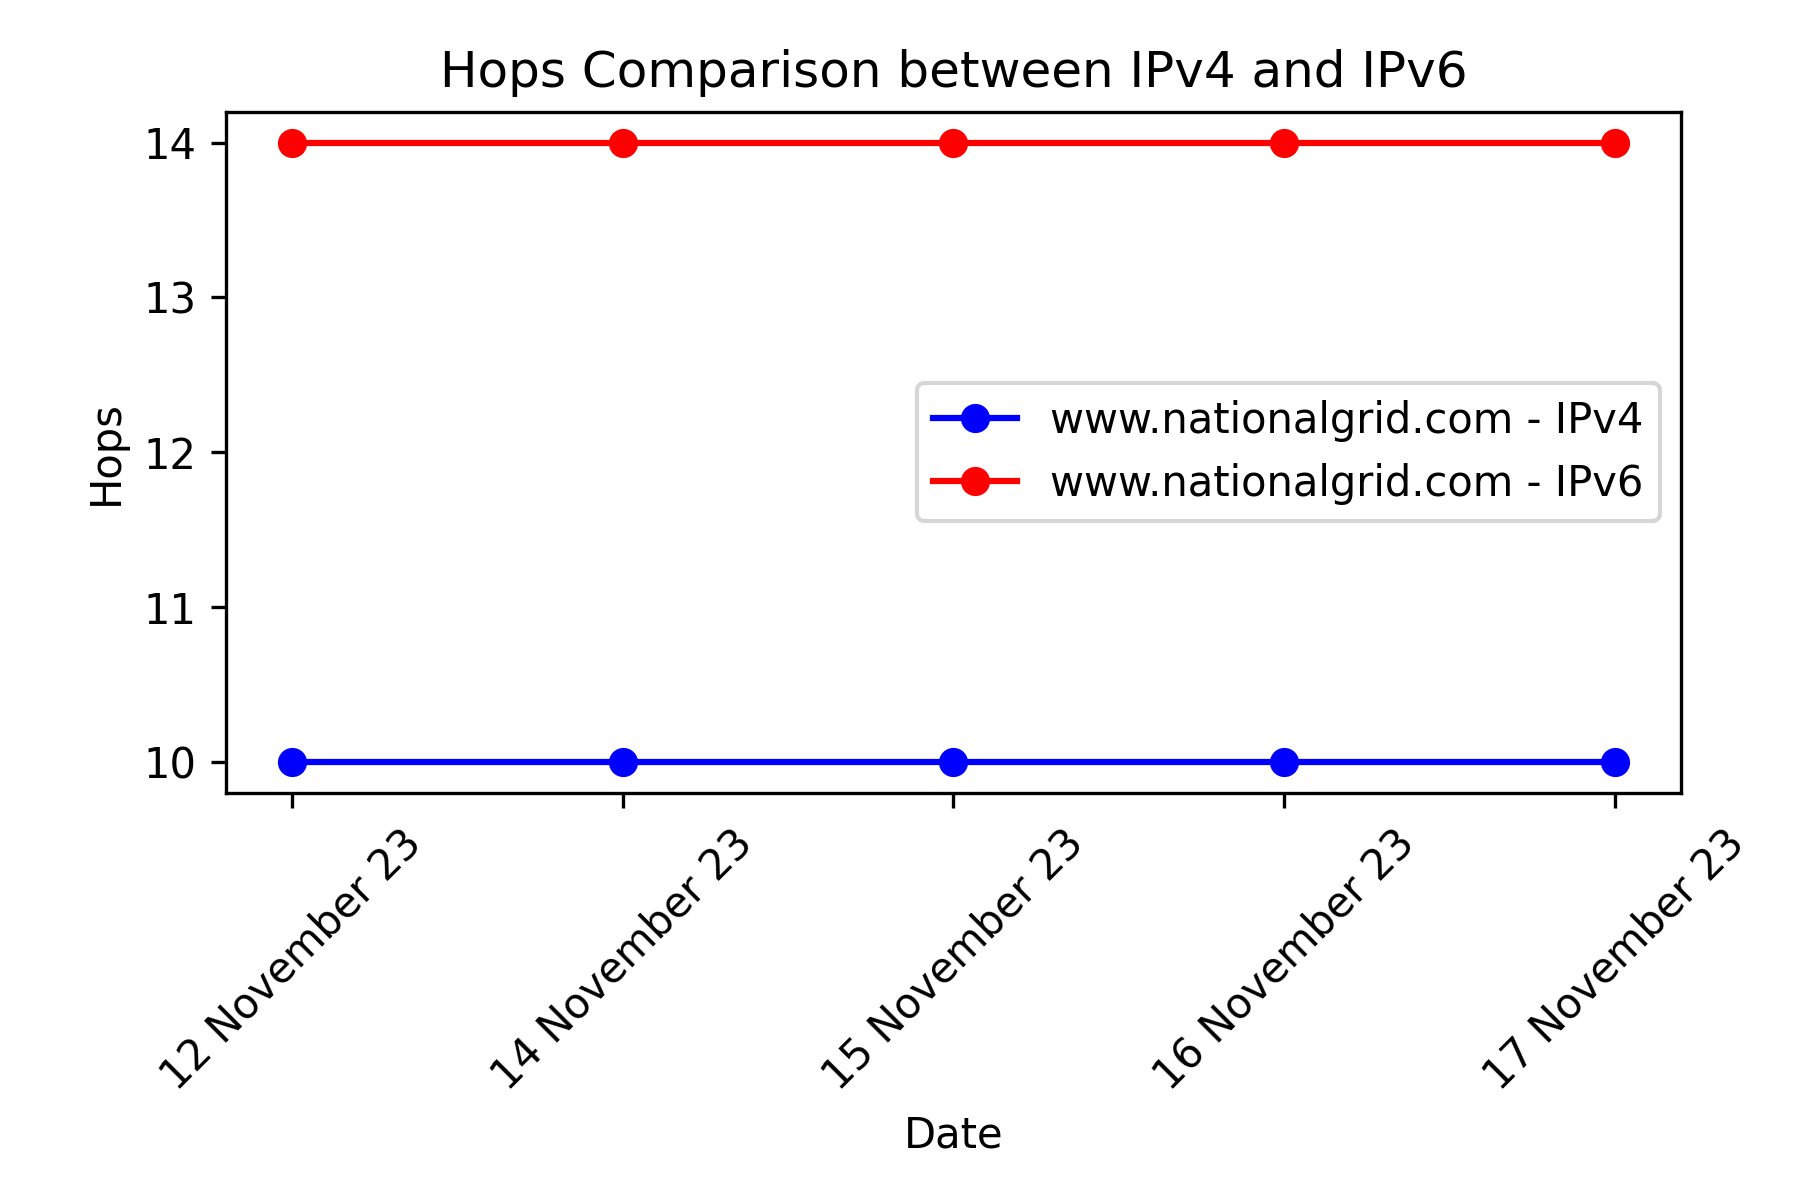 Hops Comparison between IPv4 and IPv6
14
13
12
11
10
Hops
www.nationalgrid.com - IPv4
www.nationalgrid.com - IPv6
12 November 23
14 November 23
15 November 23
16 November 23
17 November 23
Date